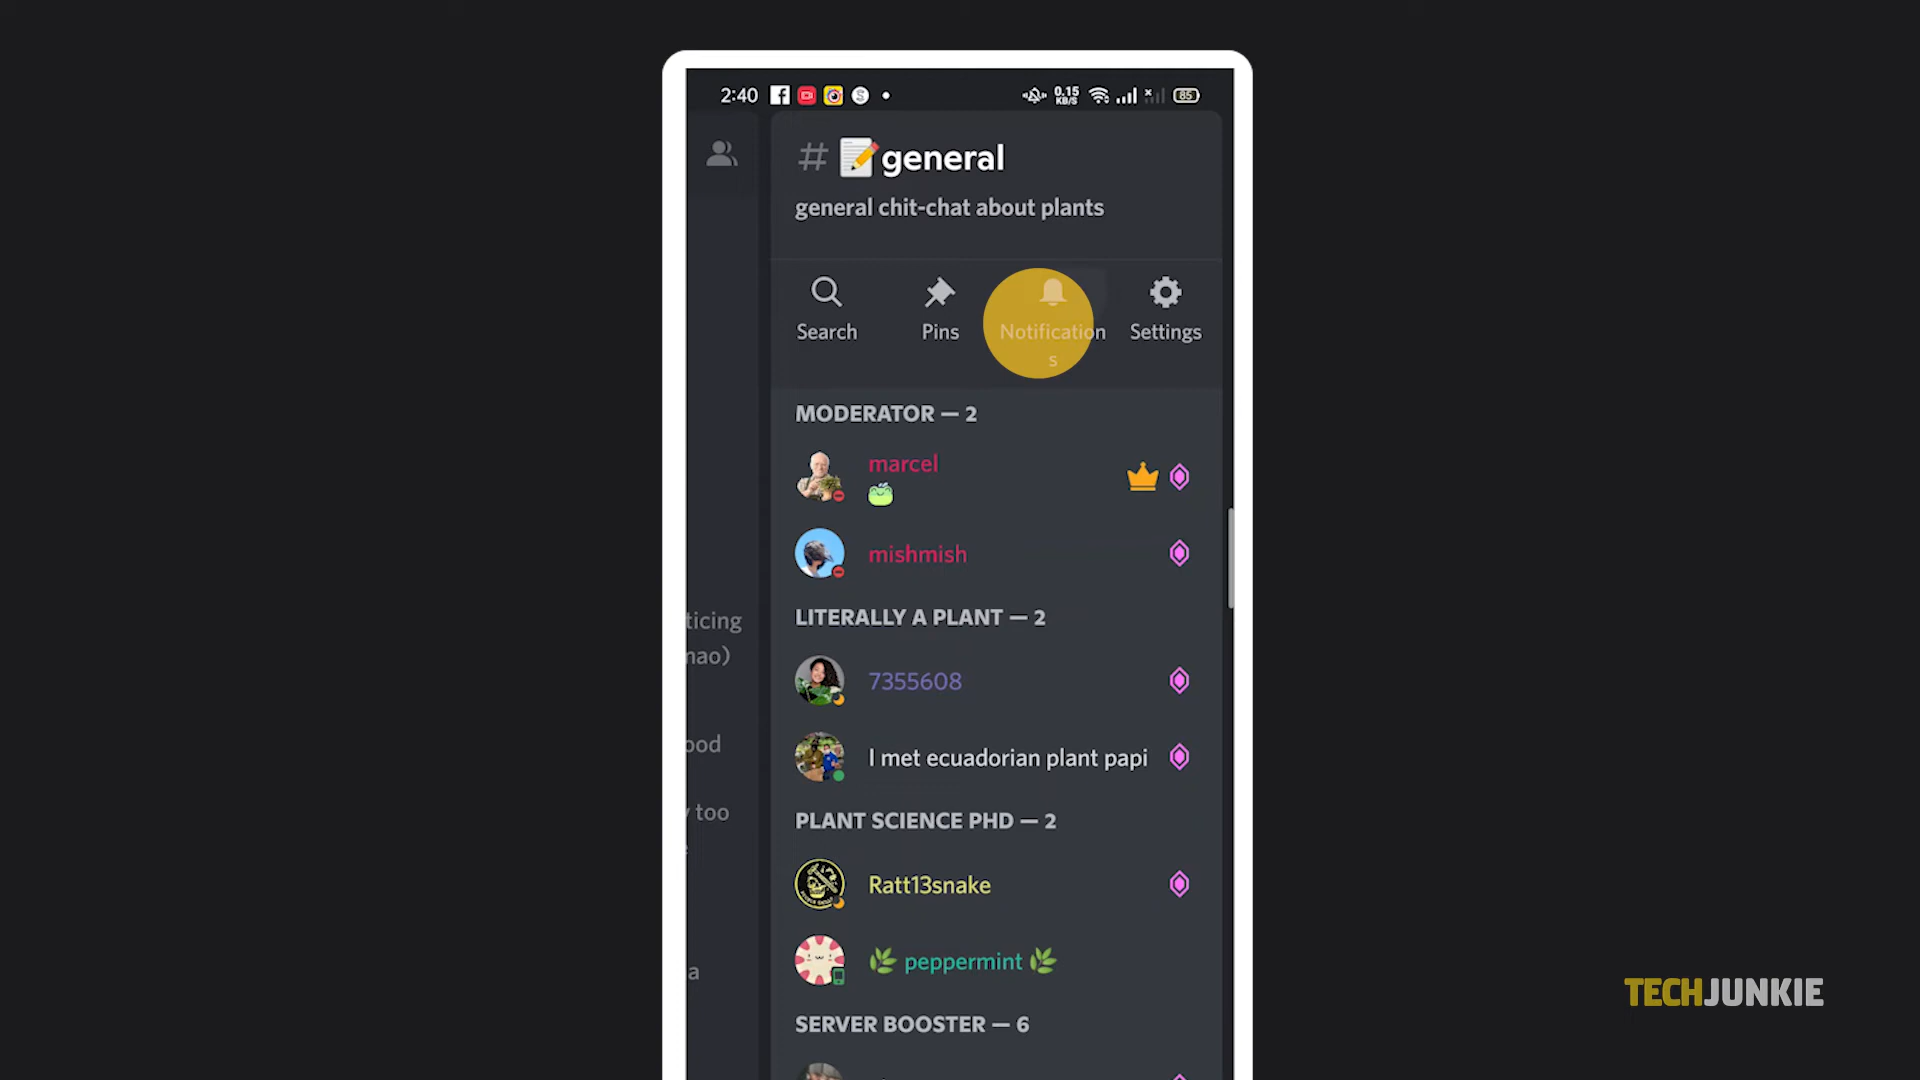 2:40
0.15
KB/S
85
# general
general chit-chat about plants
Search
Pins
Notification
s
Settings
MODERATOR — 2
marcel
mishmish
LITERALLY A PLANT — 2
7355608
I met ecuadorian plant papi
PLANT SCIENCE PHD — 2
Ratt13snake
peppermint
SERVER BOOSTER — 6
ticing
mao)
ood
too
a
TECHJUNKIE